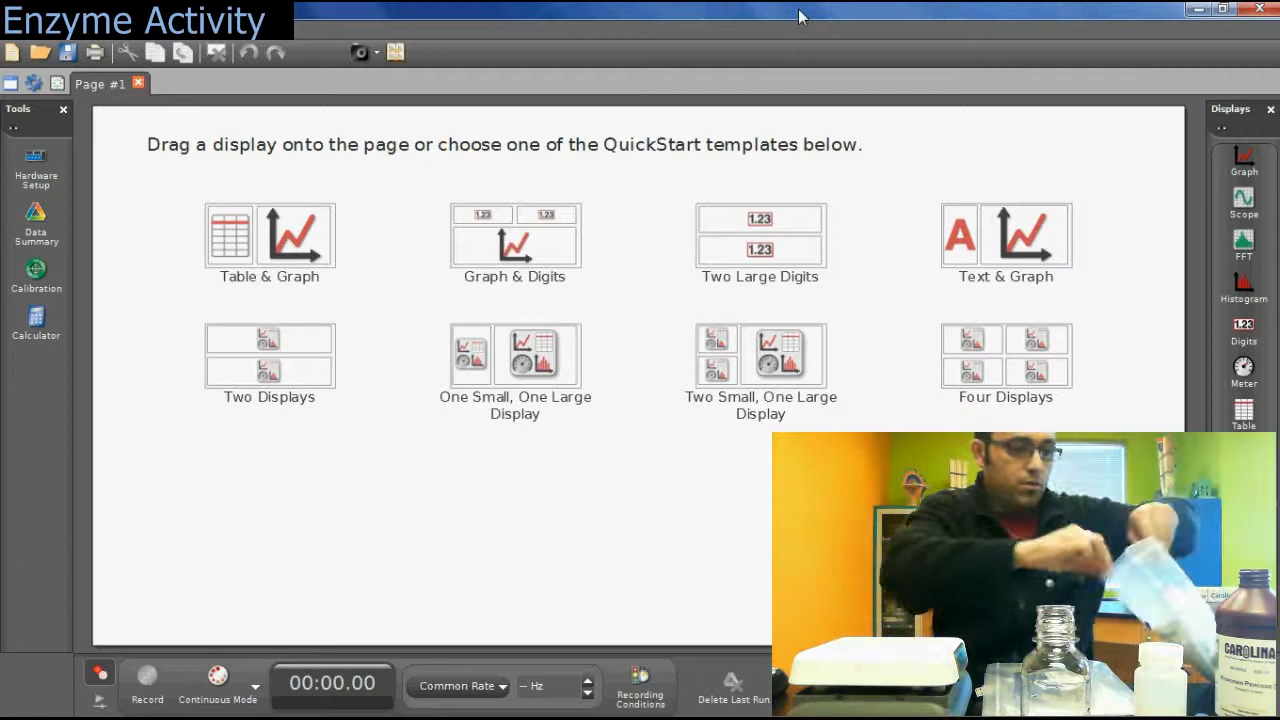 Enzyme Activity
Page #1
Tools
Displays
Drag a display onto the page or choose one of the QuickStart templates below.
Hardware
Setup
Data
Summary
Calibration
Calculator
1.23
1.23
Table & Graph
Graph & Digits
1.23
1.23
Two Large Digits
A
Text & Graph
Two Displays
One Small, One Large
Display
Two Small, One Large
Display
Four Displays
Graph
Scope
FFT
Histogram
1.23
Digits
Meter
Table
Record
Continuous Mode
00:00.00
Common Rate
-- Hz
Recording
Conditions
Delete Last Run
CAROLINA